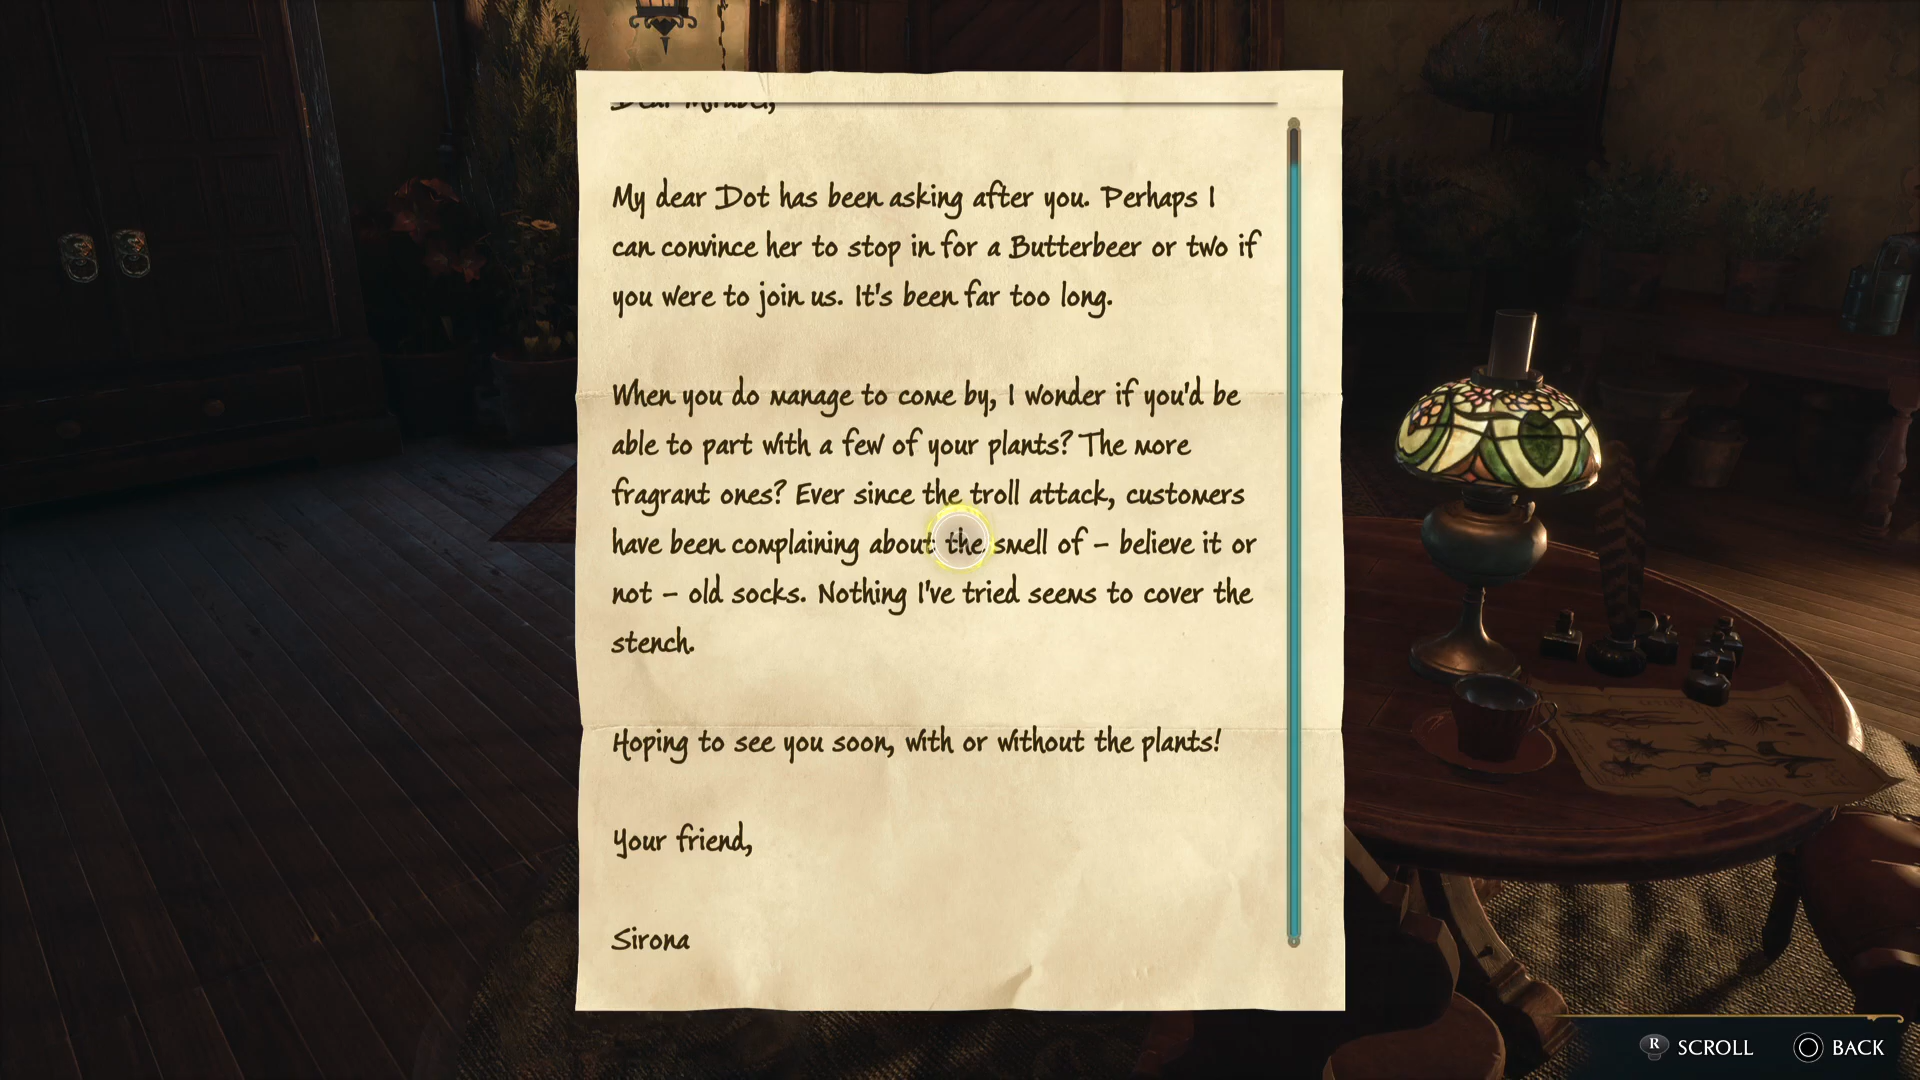 Dear
My dear Dot has been asking after you. Perhaps I
can convince her to stop in for a Butterbeer or two if
you were to join us. It's been far too long.
When you do manage to come by, I wonder if you'd be
able to part with a few of your plants? The more
fragrant ones? Ever since the troll attack, customers
have been complaining about the smell of – believe it or
not – old socks. Nothing I've tried seems to cover the
stench.
Hoping to see you soon, with or without the plants!
Your friend,
Sirona
R SCROLL
BACK